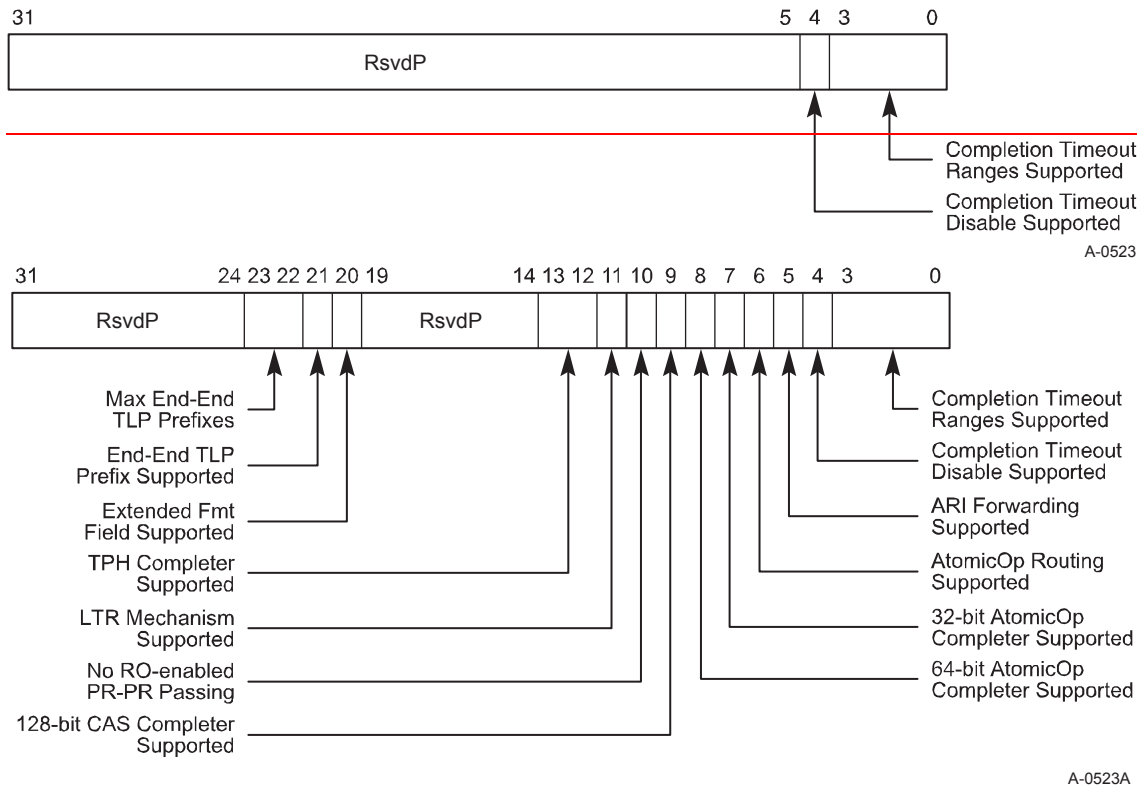 31 5 4 3 0
RsvdP
Completion Timeout
Ranges Supported
Completion Timeout
Disable Supported
A-0523
31 24 23 22 21 20 19 14 13 12 11 10 9 8 7 6 5 4 3 0
RsvdP RsvdP
Max End-End
TLP Prefixes
End-End TLP
Prefix Supported
Extended Fmt
Field Supported
TPH Completer
Supported
LTR Mechanism
Supported
No RO-enabled
PR-PR Passing
128-bit CAS Completer
Supported
Completion Timeout
Ranges Supported
Completion Timeout
Disable Supported
ARI Forwarding
Supported
AtomicOp Routing
Supported
32-bit AtomicOp
Completer Supported
64-bit AtomicOp
Completer Supported
A-0523A